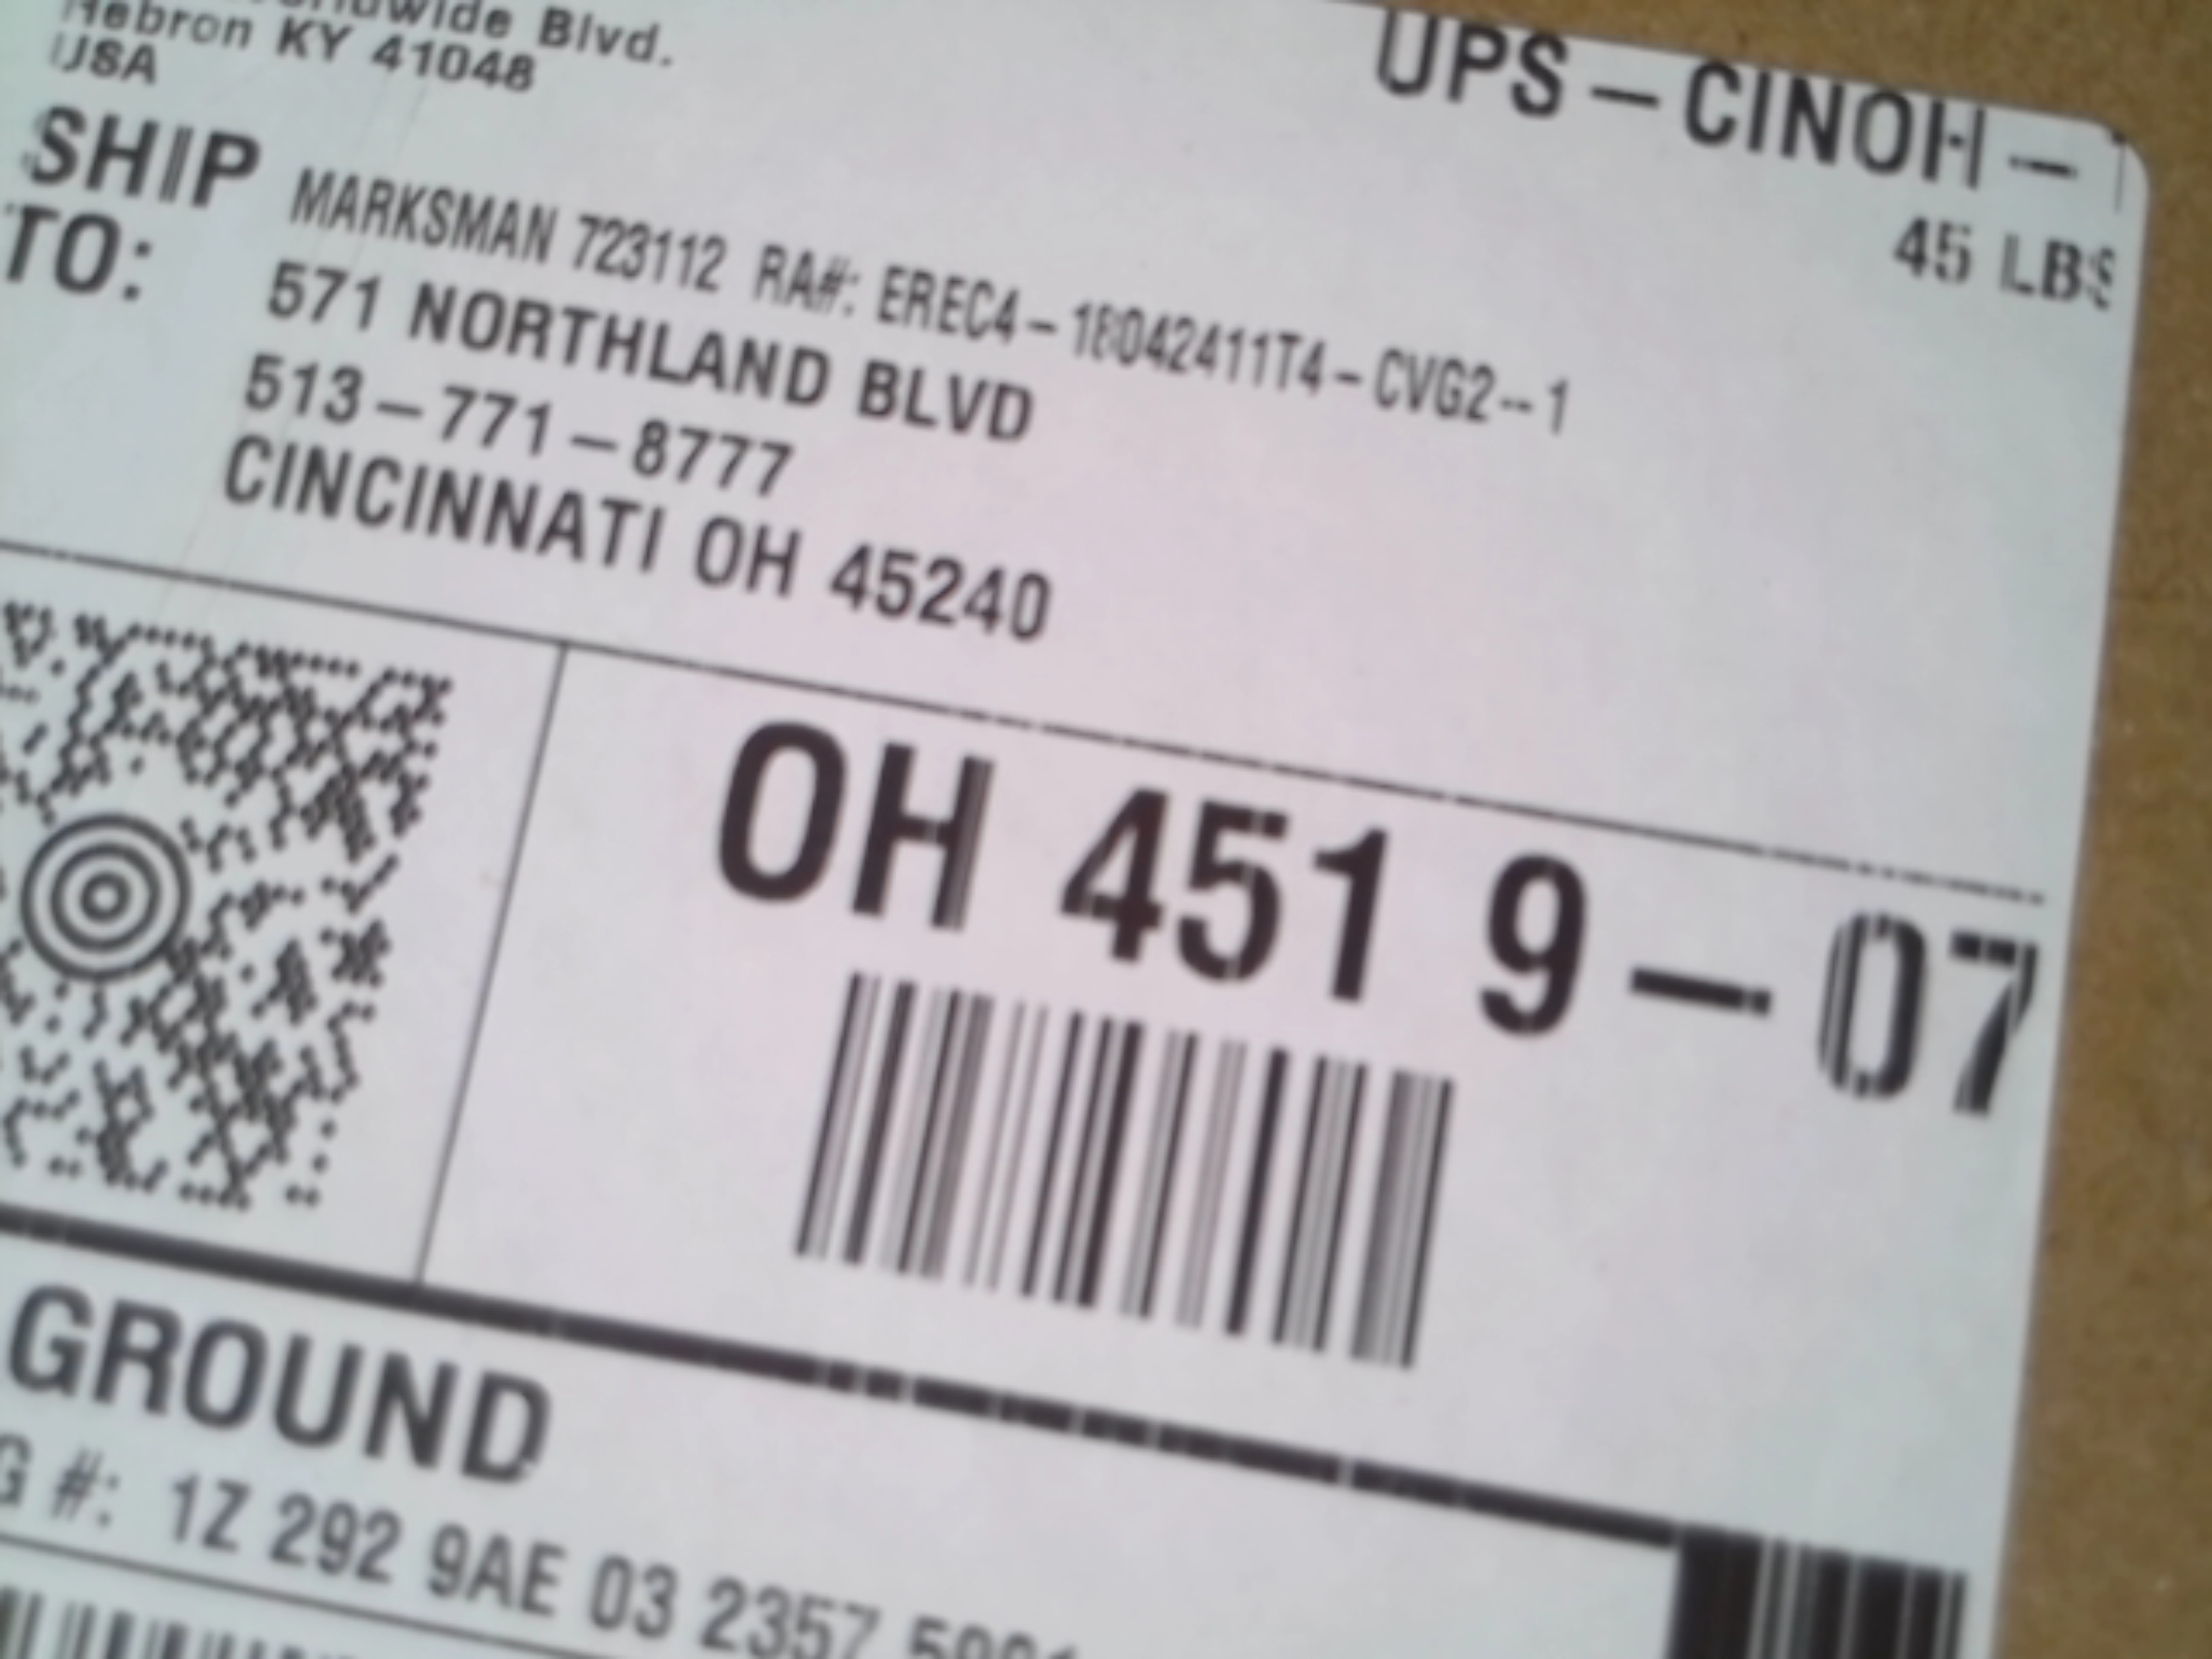 Blvd.
UPS – CINOH –
Hebron KY 41048
USA
45 LBS
SHIP TO:
MARKSMAN 723112 RA#: EREC4–18042411T4–CVG2--1
571 NORTHLAND BLVD
513–771–8777
CINCINNATI OH 45240
OH 451 9–07
GROUND
#: 1Z 292 9AE 03 2357